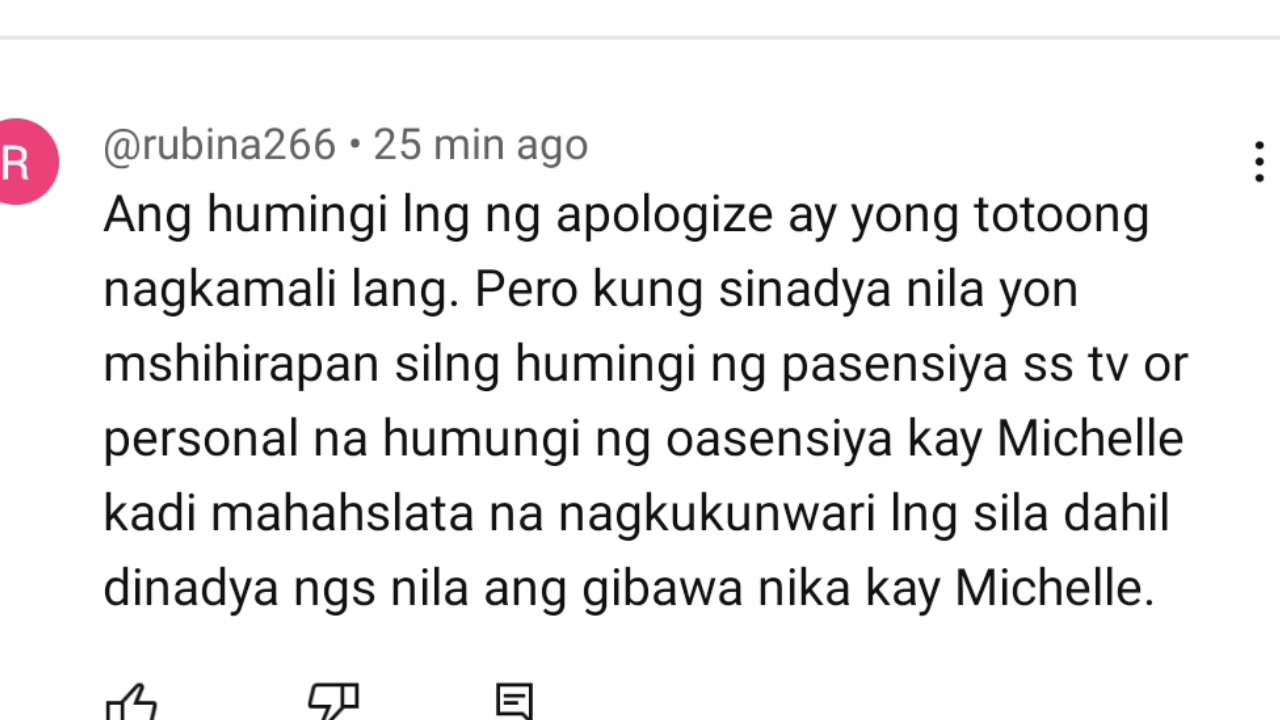 R
@rubina266 • 25 min ago
Ang humingi lng ng apologize ay yong totoong
nagkamali lang. Pero kung sinadya nila yon
mshihirapan silng humingi ng pasensiya ss tv or
personal na humungi ng oasensiya kay Michelle
kadi mahahslata na nagkukunwari lng sila dahil
dinadya ngs nila ang gibawa nika kay Michelle.